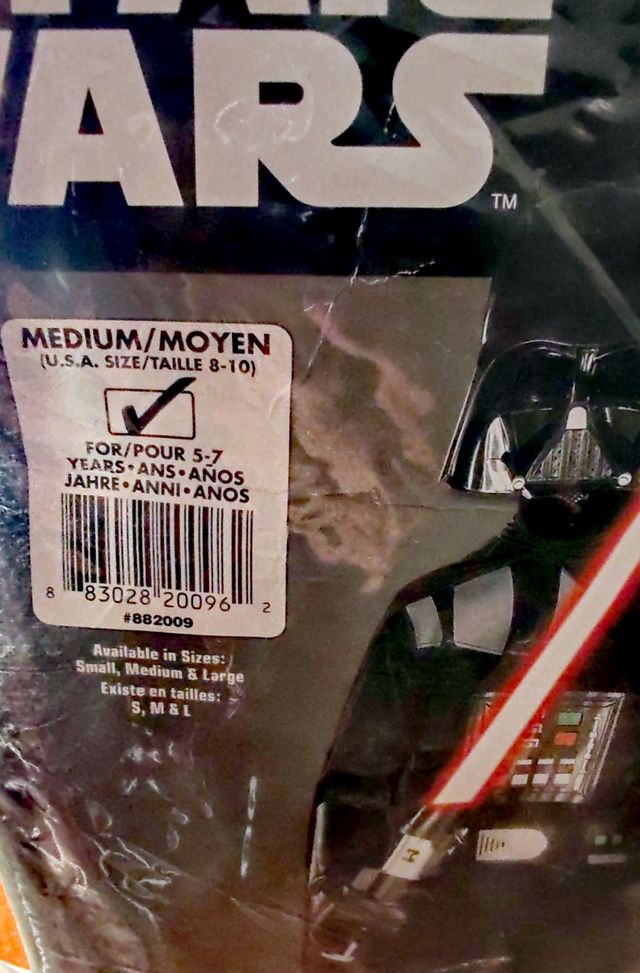 WARS
TM
MEDIUM/MOYEN
(U.S.A. SIZE/TAILLE 8-10)
FOR/POUR 5-7
YEARS•ANS•AÑOS
JAHRE•ANNI•ANOS
8 83028 20096 2
#882009
Available in Sizes:
Small, Medium & Large
Existe en tailles:
S, M & L